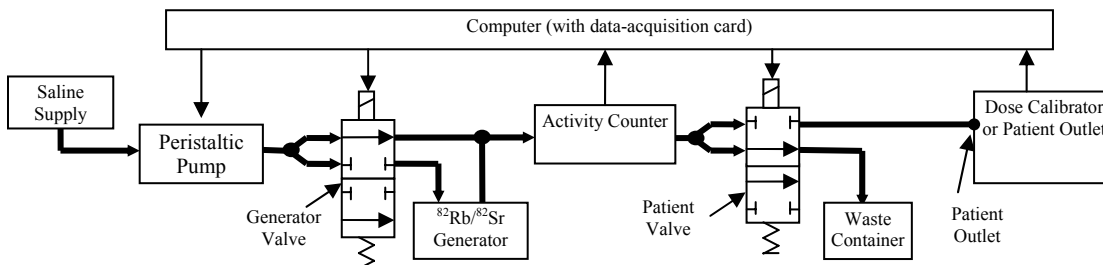 Computer (with data-acquisition card)
Saline
Supply
Peristaltic
Pump
Generator
Valve
⁸²Rb/⁸²Sr
Generator
Activity Counter
Patient
Valve
Waste
Container
Dose Calibrator
or Patient Outlet
Patient
Outlet